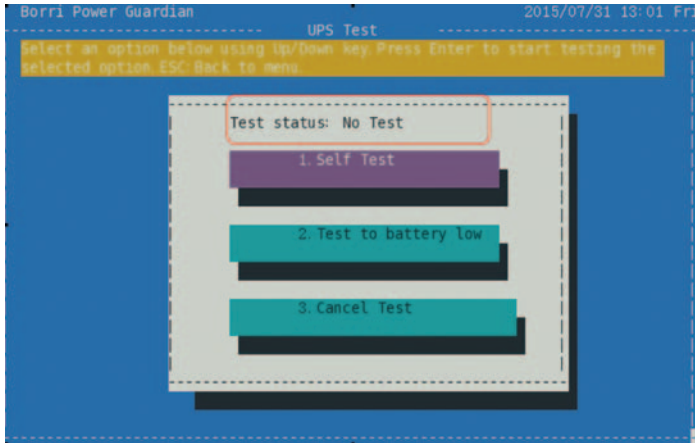 Borri Power Guardian 2015/07/31 13:01 Fri
UPS Test
Select an option below using Up/Down key. Press Enter to start testing the
selected option. ESC: Back to menu.
Test status: No Test
1. Self Test
2. Test to battery low
3. Cancel Test